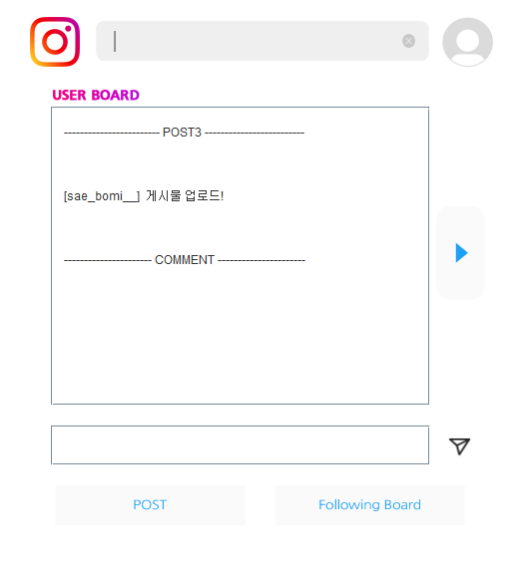 USER BOARD
------------------------ POST3 -------------------------
[sae_bomi__] 게시물 업로드!
---------------------- COMMENT ----------------------
POST
Following Board